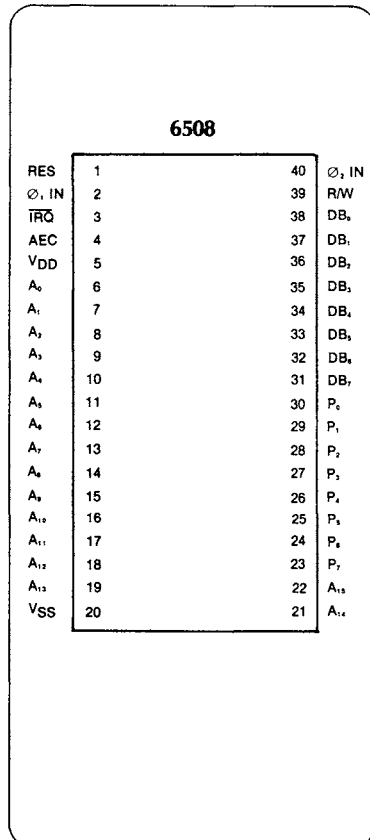 6508
RES 1 40 Ø₂ IN
Ø₁ IN 2 39 R/W
I̅R̅Q̅ 3 38 DB₀
AEC 4 37 DB₁
VDD 5 36 DB₂
A₀ 6 35 DB₃
A₁ 7 34 DB₄
A₂ 8 33 DB₅
A₃ 9 32 DB₆
A₄ 10 31 DB₇
A₅ 11 30 P₀
A₆ 12 29 P₁
A₇ 13 28 P₂
A₈ 14 27 P₃
A₉ 15 26 P₄
A₁₀ 16 25 P₅
A₁₁ 17 24 P₆
A₁₂ 18 23 P₇
A₁₃ 19 22 A₁₅
VSS 20 21 A₁₄